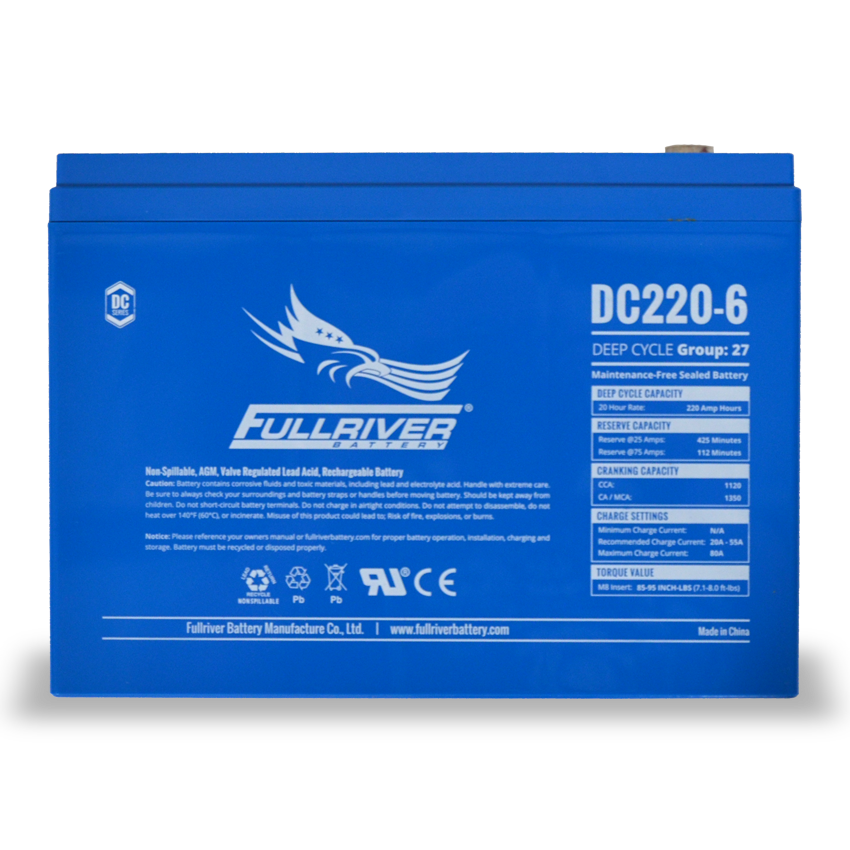 DC
SERIES
FULLRIVER®
BATTERY
Non-Spillable, AGM, Valve Regulated Lead Acid, Rechargeable Battery
Caution: Battery contains corrosive fluids and toxic materials, including lead and electrolyte acid. Handle with extreme care.
Be sure to always check your surroundings and battery straps or handles before moving battery. Should be kept away from
children. Do not short-circuit battery terminals. Do not charge in airtight conditions. Do not attempt to disassemble, do not
heat over 140°F (60°C), or incinerate. Misuse of this product could lead to; Risk of fire, explosions, or burns.
Notice: Please reference your owners manual or fullriverbattery.com for proper battery operation, installation, charging and
storage. Battery must be recycled or disposed properly.
LEAD RETURN
RECYCLE
NONSPILLABLE
Pb
Pb
RU® CE
DC220-6
DEEP CYCLE Group: 27
Maintenance-Free Sealed Battery
DEEP CYCLE CAPACITY
20 Hour Rate: 220 Amp Hours
RESERVE CAPACITY
Reserve @25 Amps: 425 Minutes
Reserve @75 Amps: 112 Minutes
CRANKING CAPACITY
CCA: 1120
CA / MCA: 1350
CHARGE SETTINGS
Minimum Charge Current: N/A
Recommended Charge Current: 20A - 55A
Maximum Charge Current: 80A
TORQUE VALUE
M8 Insert: 85-95 INCH-LBS (7.1-8.0 ft-lbs)
Fullriver Battery Manufacture Co., Ltd. | www.fullriverbattery.com
Made in China